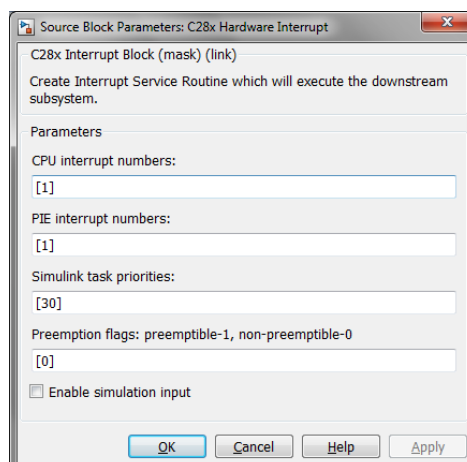 Source Block Parameters: C28x Hardware Interrupt
C28x Interrupt Block (mask) (link)
Create Interrupt Service Routine which will execute the downstream
subsystem.
Parameters
CPU interrupt numbers:
[1]
PIE interrupt numbers:
[1]
Simulink task priorities:
[30]
Preemption flags: preemptible-1, non-preemptible-0
[0]
Enable simulation input
OK Cancel Help Apply